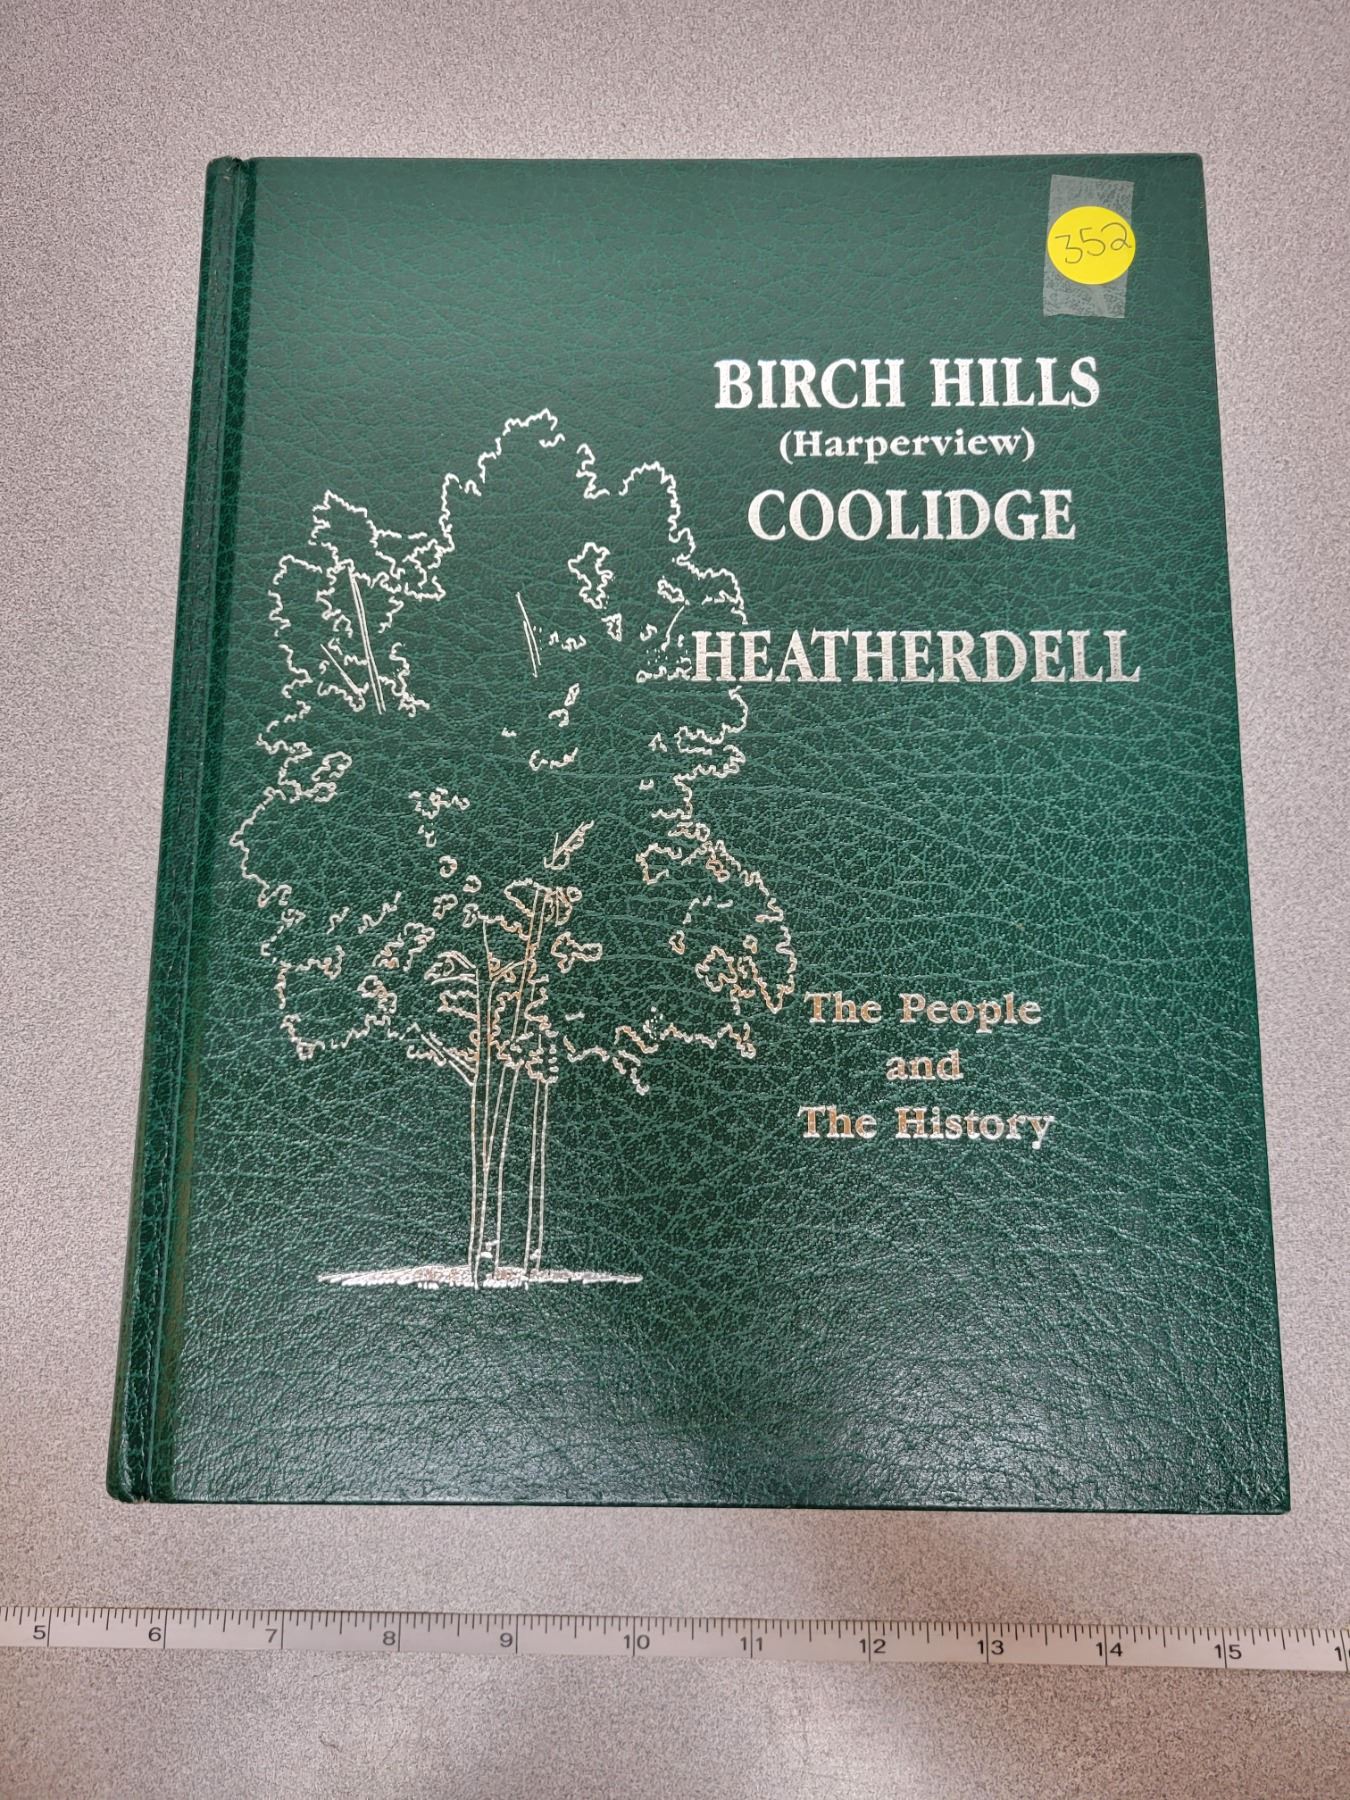 352
BIRCH HILLS
(Harperview)
COOLIDGE
HEATHERDELL
The People
and
The History
5 6 7 8 9 10 11 12 13 14 15